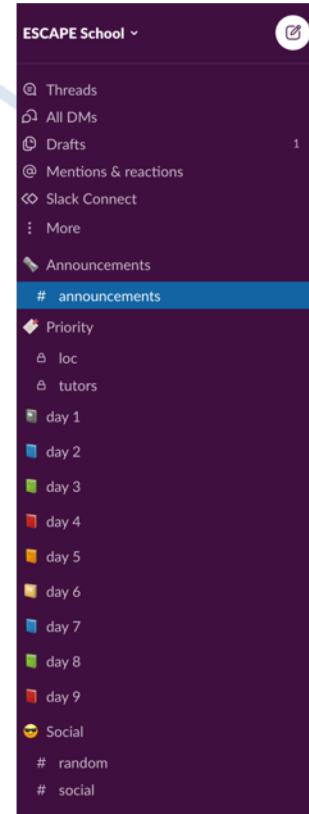 ESCAPE School
Threads
All DMs
Drafts 1
@ Mentions & reactions
Slack Connect
More
Announcements
# announcements
Priority
loc
tutors
day 1
day 2
day 3
day 4
day 5
day 6
day 7
day 8
day 9
Social
# random
# social